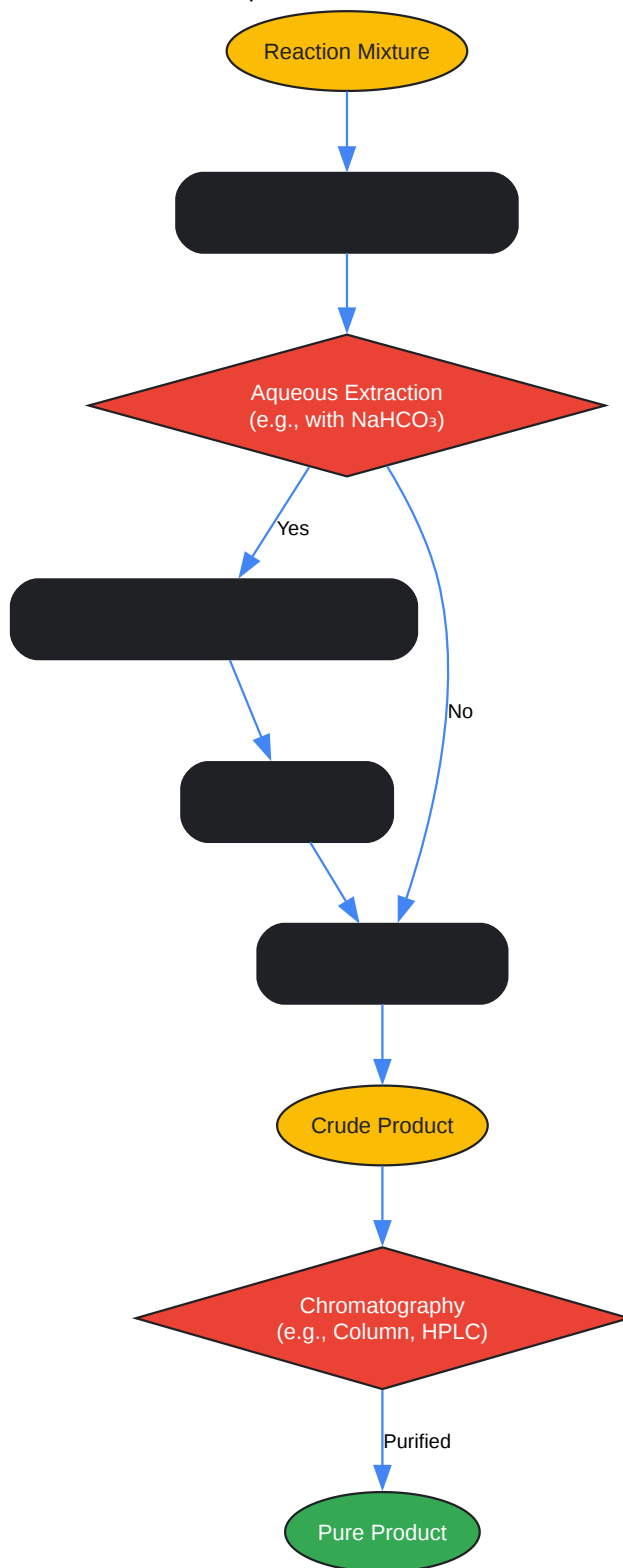 Reaction Mixture
Aqueous Extraction
(e.g., with NaHCO₃)
Yes
No
Crude Product
Chromatography
(e.g., Column, HPLC)
Purified
Pure Product